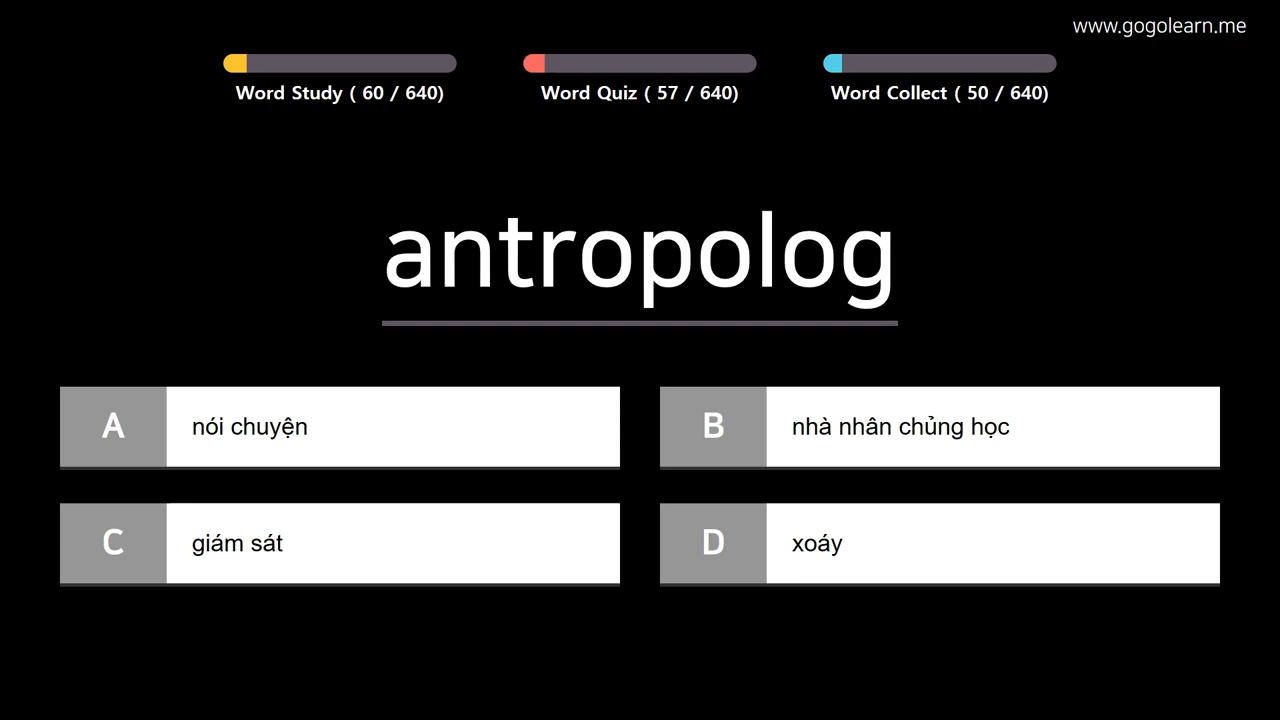 www.gogolearn.me
Word Study ( 60 / 640)
Word Quiz ( 57 / 640)
Word Collect ( 50 / 640)
antropolog
A
nói chuyện
B
nhà nhân chủng học
C
giám sát
D
xoáy